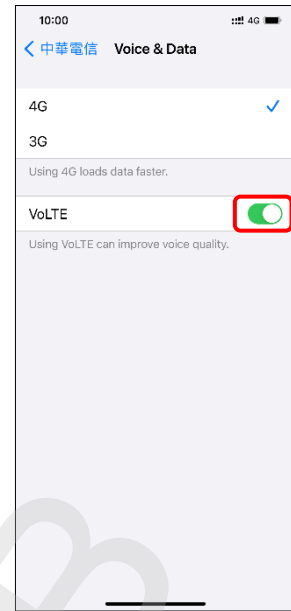 10:00 4G
中華電信 Voice & Data
4G
3G
Using 4G loads data faster.
VoLTE
Using VoLTE can improve voice quality.